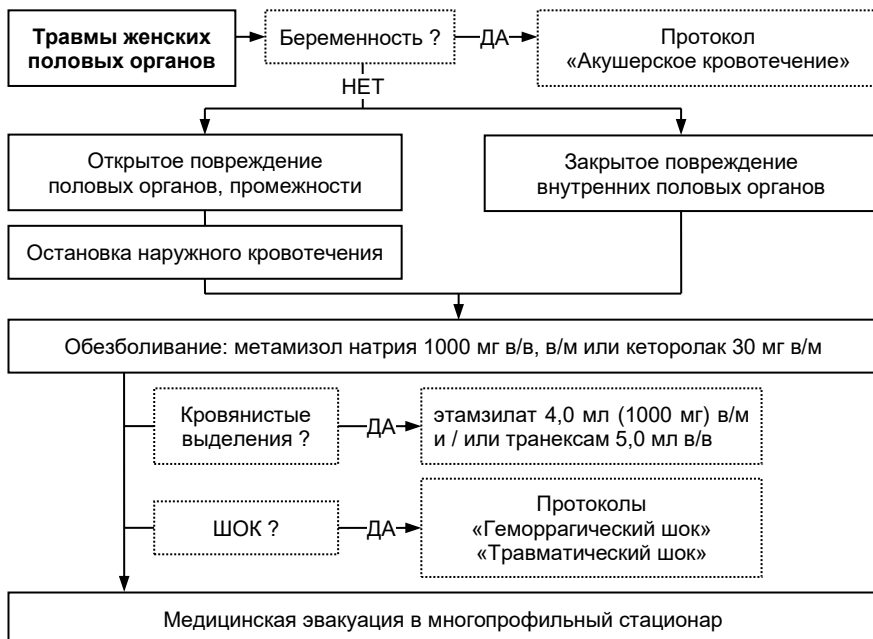 Травмы женских
половых органов
Беременность ?
ДА
Протокол
«Акушерское кровотечение»
НЕТ
Открытое повреждение
половых органов, промежности
Закрытое повреждение
внутренних половых органов
Остановка наружного кровотечения
Обезболивание: метамизол натрия 1000 мг в/в, в/м или кеторолак 30 мг в/м
Кровянистые
выделения ?
ДА
этамзилат 4,0 мл (1000 мг) в/м
и / или транексам 5,0 мл в/в
ШОК ?
ДА
Протоколы
«Геморрагический шок»
«Травматический шок»
Медицинская эвакуация в многопрофильный стационар